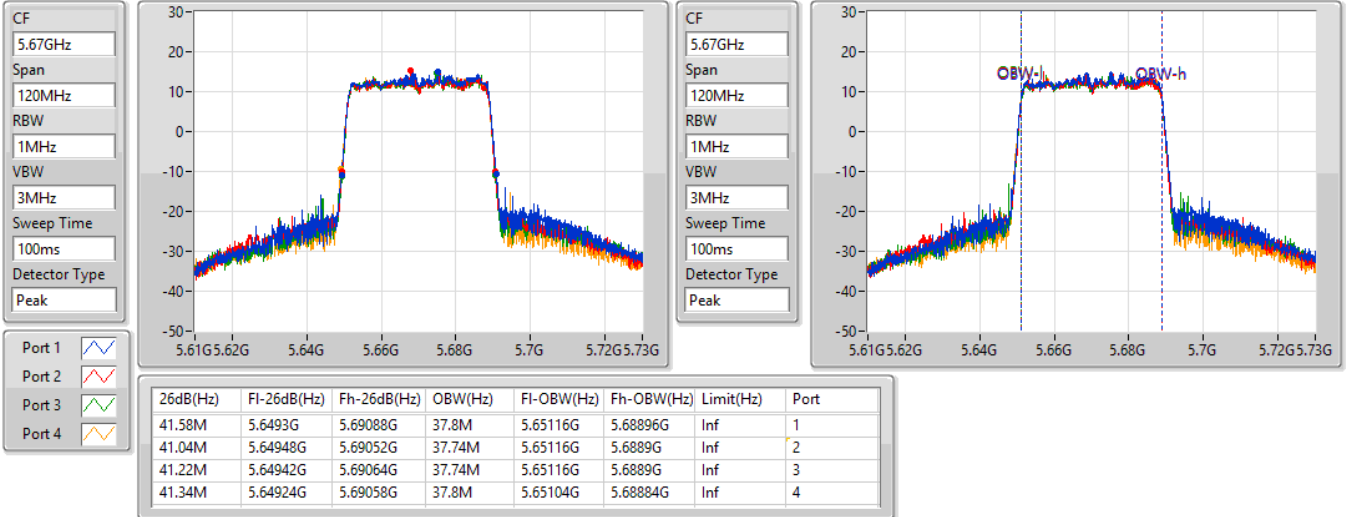 CF
5.67GHz
Span
120MHz
RBW
1MHz
VBW
3MHz
Sweep Time
100ms
Detector Type
Peak
30
20
10
0
-10
-20
-30
-40
-50
5.61G 5.62G 5.64G 5.66G 5.68G 5.7G 5.72G 5.73G
CF
5.67GHz
Span
120MHz
RBW
1MHz
VBW
3MHz
Sweep Time
100ms
Detector Type
Peak
30
20
10
0
-10
-20
-30
-40
-50
OBW-l OBW-h
5.61G 5.62G 5.64G 5.66G 5.68G 5.7G 5.72G 5.73G
Port 1
Port 2
Port 3
Port 4
26dB(Hz) Fl-26dB(Hz) Fh-26dB(Hz) OBW(Hz) Fl-OBW(Hz) Fh-OBW(Hz) Limit(Hz) Port
41.58M 5.6493G 5.69088G 37.8M 5.65116G 5.68896G Inf 1
41.04M 5.64948G 5.69052G 37.74M 5.65116G 5.6889G Inf 2
41.22M 5.64942G 5.69064G 37.74M 5.65116G 5.6889G Inf 3
41.34M 5.64924G 5.69058G 37.8M 5.65104G 5.68884G Inf 4